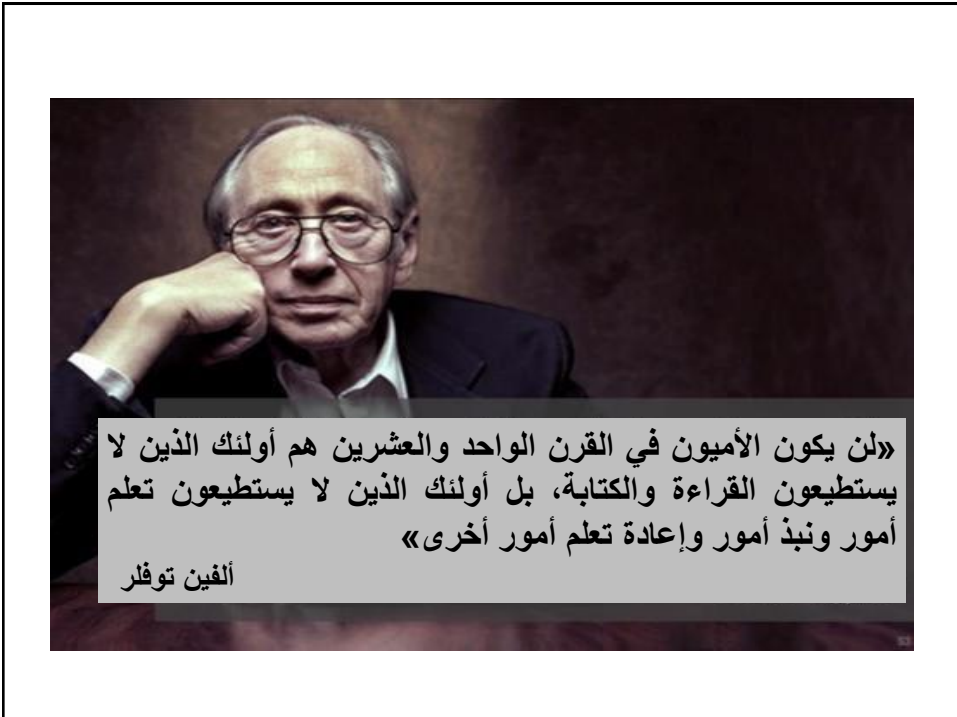 «لن يكون الأميون في القرن الواحد والعشرين هم أولئك الذين لا
يستطيعون القراءة والكتابة، بل أولئك الذين لا يستطيعون تعلم
أمور ونبذ أمور وإعادة تعلم أمور أخرى»
ألفين توفلر
53